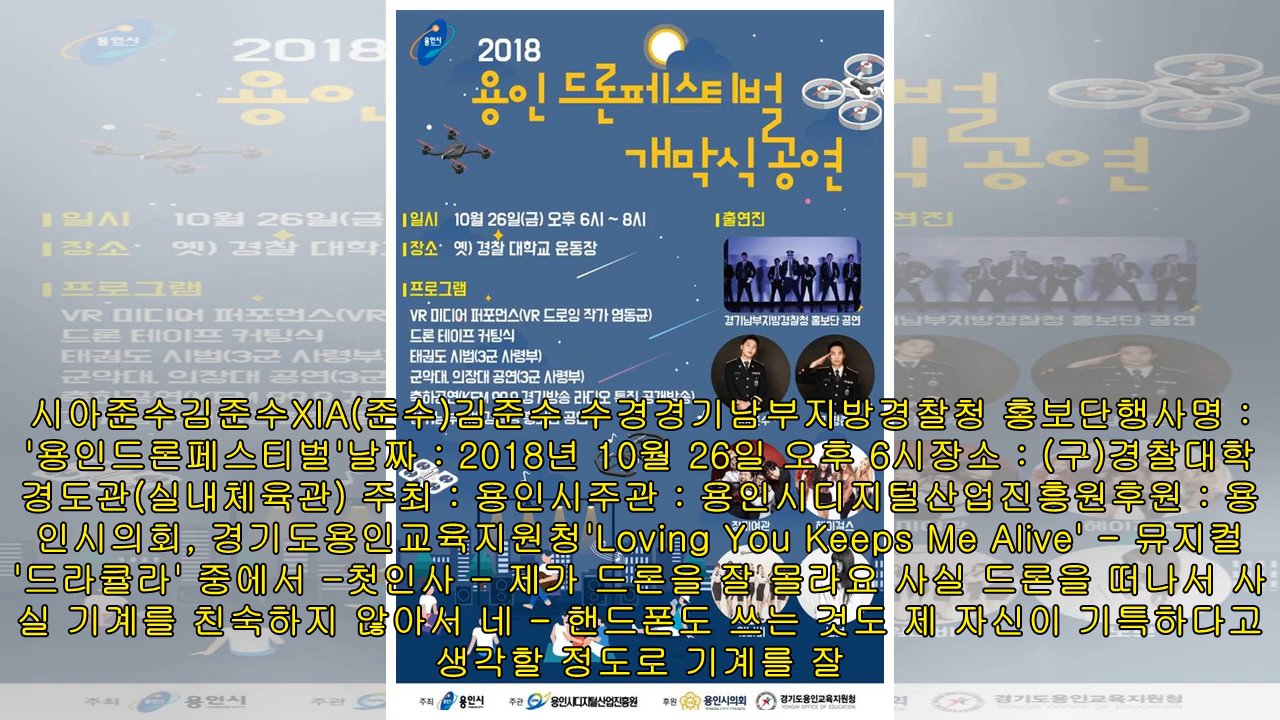 용인시
2018
용인 드론페스티벌
개막식 공연
일시 10월 26일(금) 오후 6시 ~ 8시
장소 옛) 경찰 대학교 운동장
프로그램
VR 미디어 퍼포먼스(VR 드로잉 작가 염동균)
드론 테이프 커팅식
태권도 시범(3군 사령부)
군악대, 의장대 공연(3군 사령부)
출연진
경기남부지방경찰청 홍보단 공연
시아준수김준수XIA(준수)김준수 수경경기남부지방경찰청 홍보단행사명 :
'용인드론페스티벌'날짜 : 2018년 10월 26일 오후 6시장소 : (구)경찰대학
경도관(실내체육관) 주최 : 용인시주관 : 용인시디지털산업진흥원후원 : 용
인시의회, 경기도용인교육지원청'Loving You Keeps Me Alive' - 뮤지컬
'드라큘라' 중에서 -첫인사 - 제가 드론을 잘 몰라요 사실 드론을 떠나서 사
실 기계를 친숙하지 않아서 네 - 핸드폰도 쓰는 것도 제 자신이 기특하다고
생각할 정도로 기계를 잘
주최 용인시 주관 용인시디지털산업진흥원 후원 용인시의회 경기도용인교육지원청